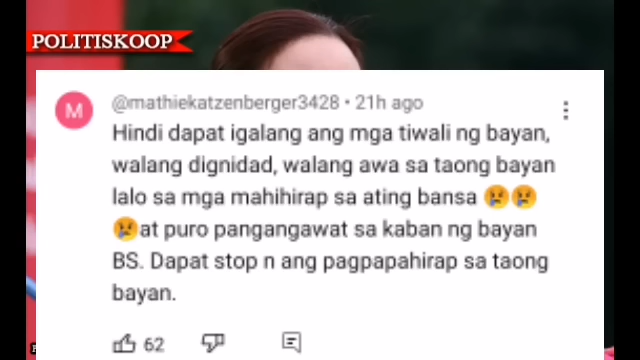 POLITISKOOP
M
@mathiekatzenberger3428 • 21h ago
Hindi dapat igalang ang mga tiwali ng bayan,
walang dignidad, walang awa sa taong bayan
lalo sa mga mahihirap sa ating bansa 😢😢
😢at puro pangangawat sa kaban ng bayan
BS. Dapat stop n ang pagpapahirap sa taong
bayan.
62